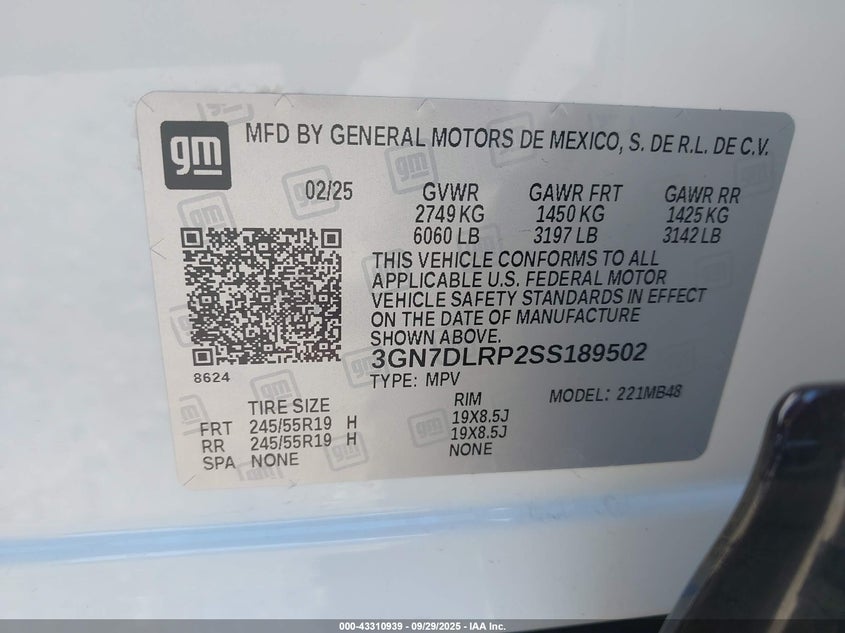 gm MFD BY GENERAL MOTORS DE MEXICO, S. DE R.L. DE C.V.
02/25 GVWR GAWR FRT GAWR RR
2749 KG 1450 KG 1425 KG
6060 LB 3197 LB 3142 LB
THIS VEHICLE CONFORMS TO ALL
APPLICABLE U.S. FEDERAL MOTOR
VEHICLE SAFETY STANDARDS IN EFFECT
ON THE DATE OF MANUFACTURE
SHOWN ABOVE.
3GN7DLRP2SS189502
8624
TYPE: MPV MODEL: 221MB48
TIRE SIZE RIM
FRT 245/55R19 H 19X8.5J
RR 245/55R19 H 19X8.5J
SPA NONE NONE
000-43310939 - 09/29/2025 - IAA Inc.